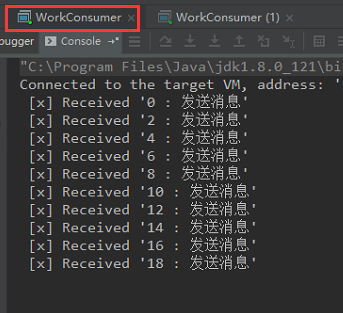 WorkConsumer WorkConsumer (1)
bugger Console
"C:\Program Files\Java\jdk1.8.0_121\bi
Connected to the target VM, address: '
[x] Received '0 : 发送消息'
[x] Received '2 : 发送消息'
[x] Received '4 : 发送消息'
[x] Received '6 : 发送消息'
[x] Received '8 : 发送消息'
[x] Received '10 : 发送消息'
[x] Received '12 : 发送消息'
[x] Received '14 : 发送消息'
[x] Received '16 : 发送消息'
[x] Received '18 : 发送消息'